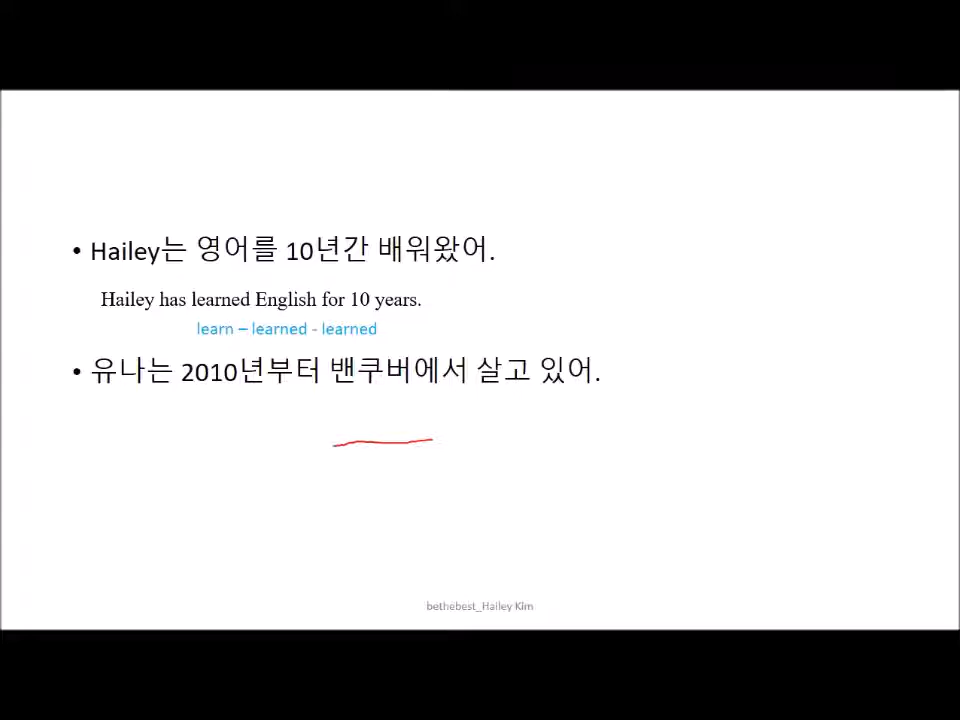 • Hailey는 영어를 10년간 배워왔어.
Hailey has learned English for 10 years.
learn – learned - learned
• 유나는 2010년부터 밴쿠버에서 살고 있어.
bethebest_Hailey Kim